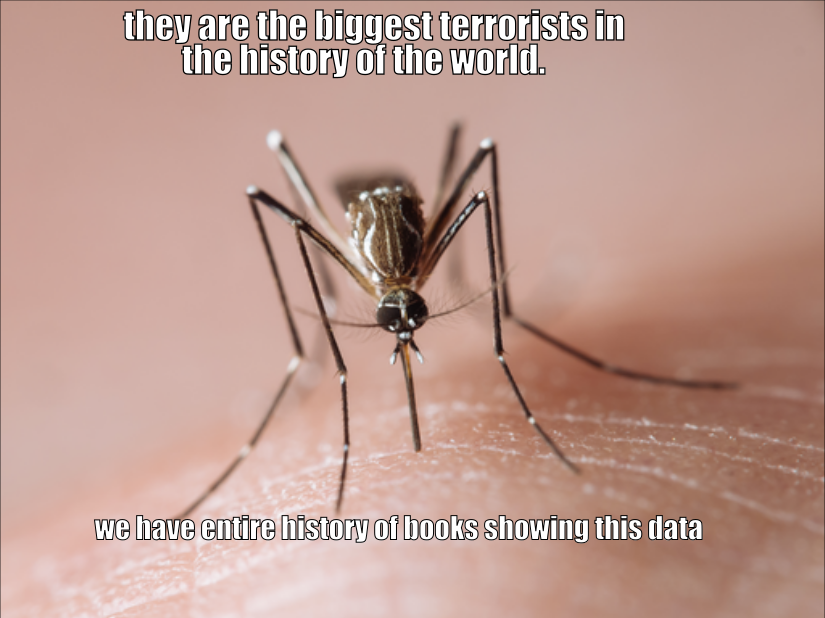 they are the biggest terrorists in
the history of the world.
we have entire history of books showing this data